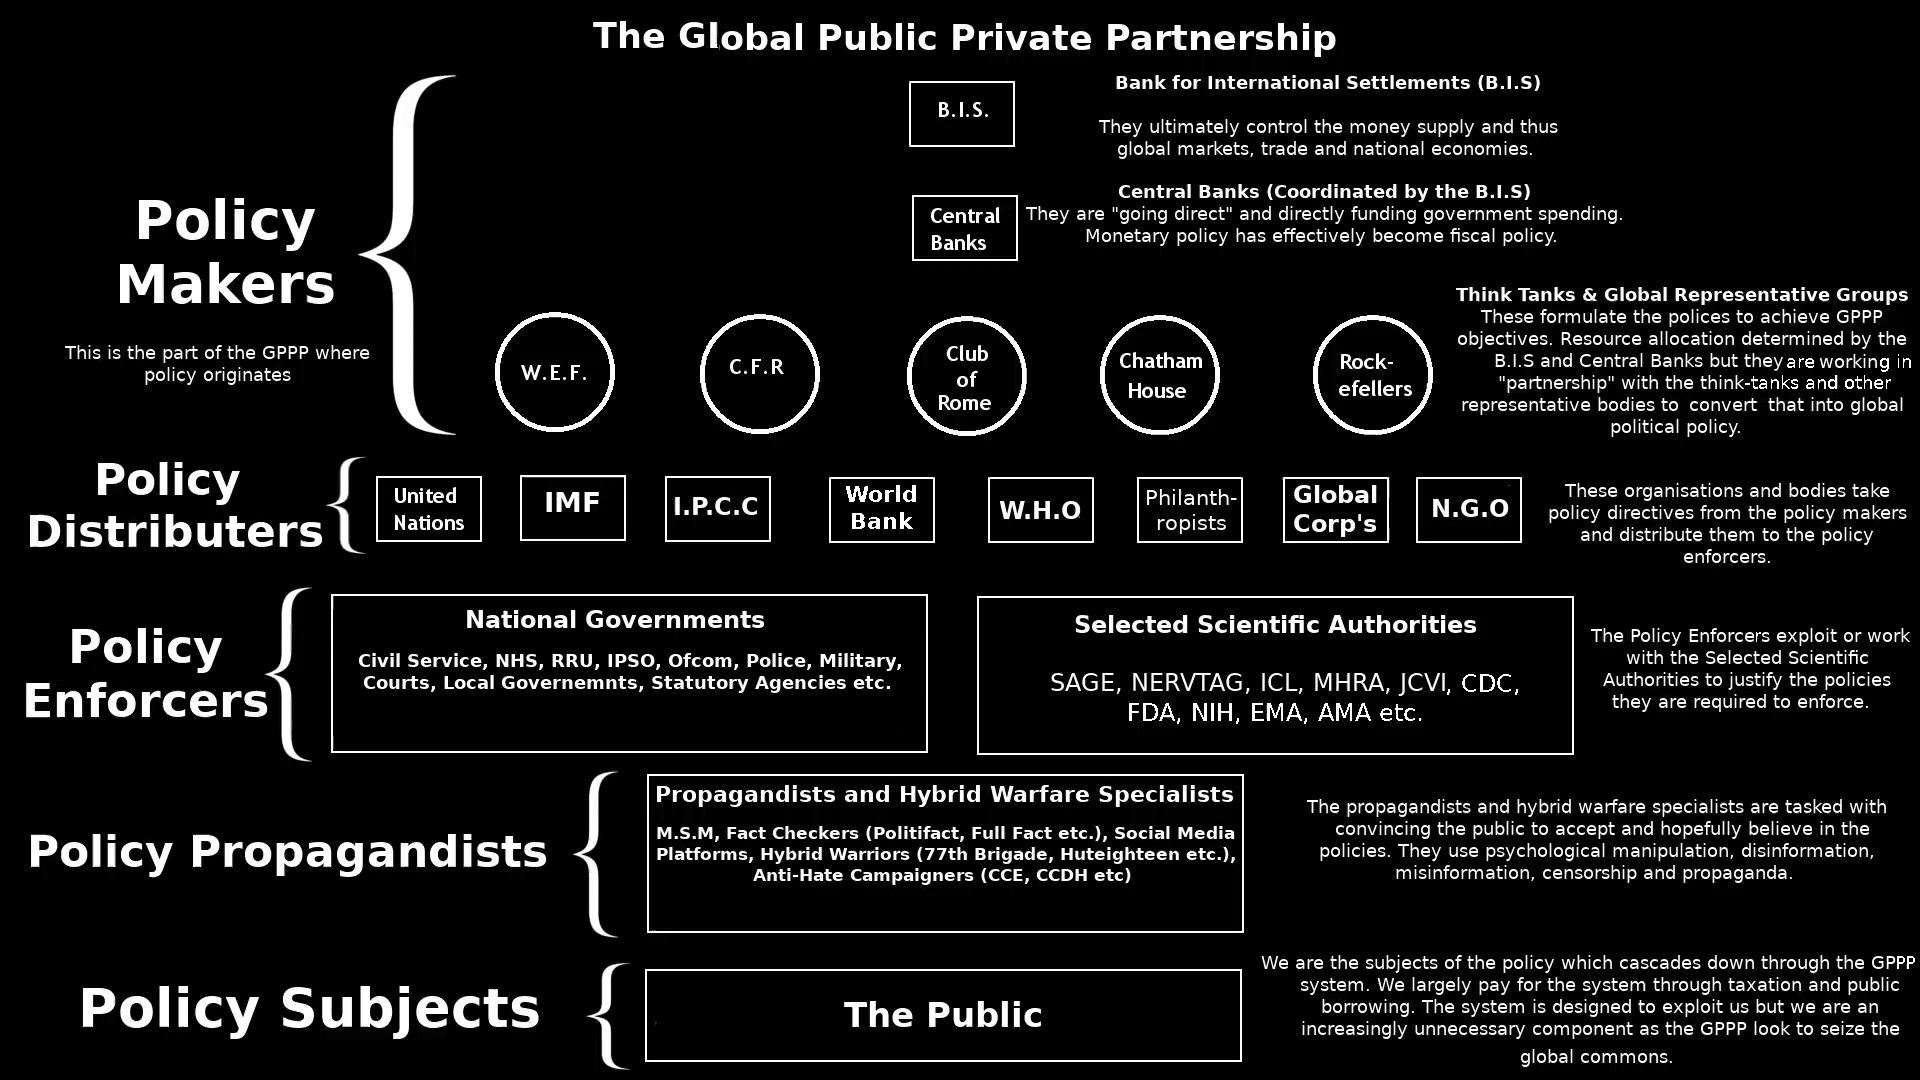 The Global Public Private Partnership
B.I.S.
Bank for International Settlements (B.I.S)
They ultimately control the money supply and thus
global markets, trade and national economies.
Policy
Makers
This is the part of the GPPP where
policy originates
Central
Banks
Central Banks (Coordinated by the B.I.S)
They are "going direct" and directly funding government spending.
Monetary policy has effectively become fiscal policy.
W.E.F.
C.F.R
Club
of
Rome
Chatham
House
Rock-
efellers
Think Tanks & Global Representative Groups
These formulate the polices to achieve GPPP
objectives. Resource allocation determined by the
B.I.S and Central Banks but they are working in
"partnership" with the think-tanks and other
representative bodies to convert that into global
political policy.
Policy
Distributers
United
Nations
IMF
I.P.C.C
World
Bank
W.H.O
Philanth-
ropists
Global
Corp's
N.G.O
These organisations and bodies take
policy directives from the policy makers
and distribute them to the policy
enforcers.
Policy
Enforcers
National Governments
Civil Service, NHS, RRU, IPSO, Ofcom, Police, Military,
Courts, Local Governemnts, Statutory Agencies etc.
Selected Scientific Authorities
SAGE, NERVTAG, ICL, MHRA, JCVI, CDC,
FDA, NIH, EMA, AMA etc.
The Policy Enforcers exploit or work
with the Selected Scientific
Authorities to justify the policies
they are required to enforce.
Policy Propagandists
Propagandists and Hybrid Warfare Specialists
M.S.M, Fact Checkers (Politifact, Full Fact etc.), Social Media
Platforms, Hybrid Warriors (77th Brigade, Huteighteen etc.),
Anti-Hate Campaigners (CCE, CCDH etc)
The propagandists and hybrid warfare specialists are tasked with
convincing the public to accept and hopefully believe in the
policies. They use psychological manipulation, disinformation,
misinformation, censorship and propaganda.
Policy Subjects
The Public
We are the subjects of the policy which cascades down through the GPPP
system. We largely pay for the system through taxation and public
borrowing. The system is designed to exploit us but we are an
increasingly unnecessary component as the GPPP look to seize the
global commons.